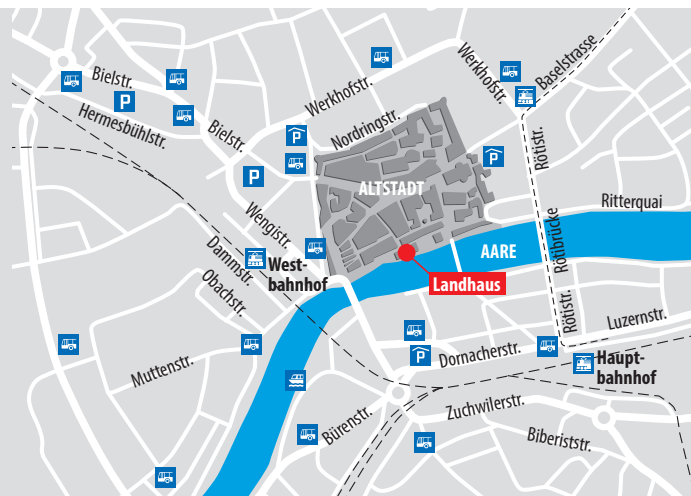 Bielstr.
P
Hermesbühlstr.
Bielstr.
Werkhofstr.
Werkhofstr.
Baselstrasse
Nordringstr.
P
P
P
Rötistr.
ALTSTADT
Wengistr.
Ritterquai
Rötibrücke
AARE
Dammstr.
West-
bahnhof
Landhaus
Obachstr.
Rötistr.
Luzernstr.
Muttenstr.
P
Dornacherstr.
Haupt-
bahnhof
Bürenstr.
Zuchwilerstr.
Biberiststr.